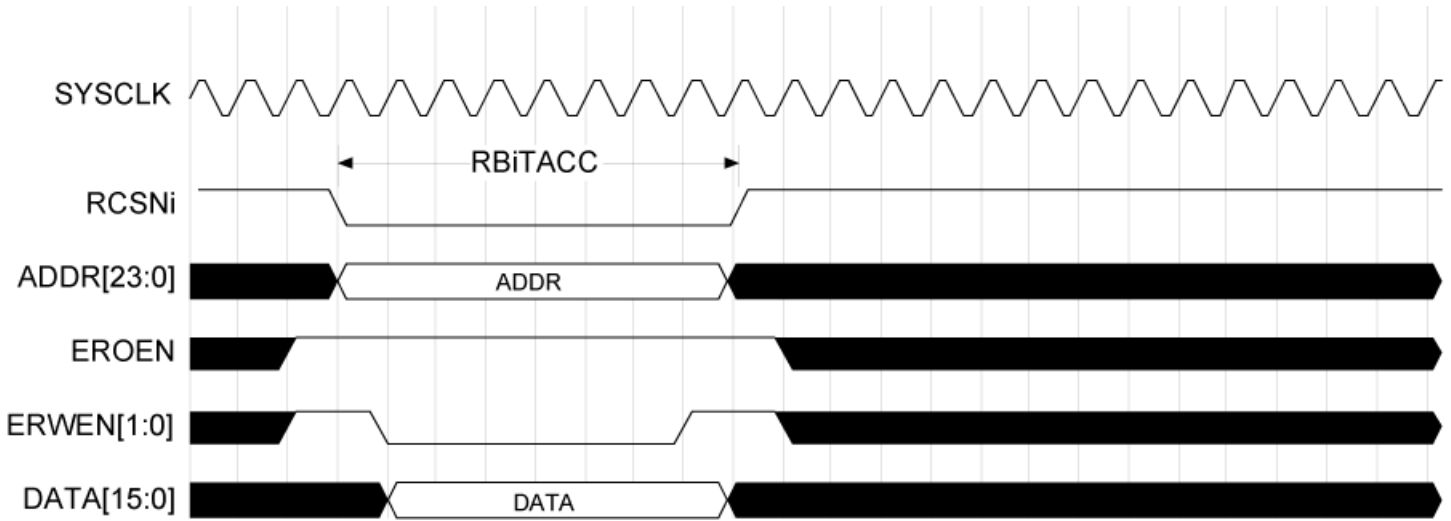 SYSCLK
RBiTACC
RCSNi
ADDR[23:0]
ADDR
EROEN
ERWEN[1:0]
DATA[15:0]
DATA